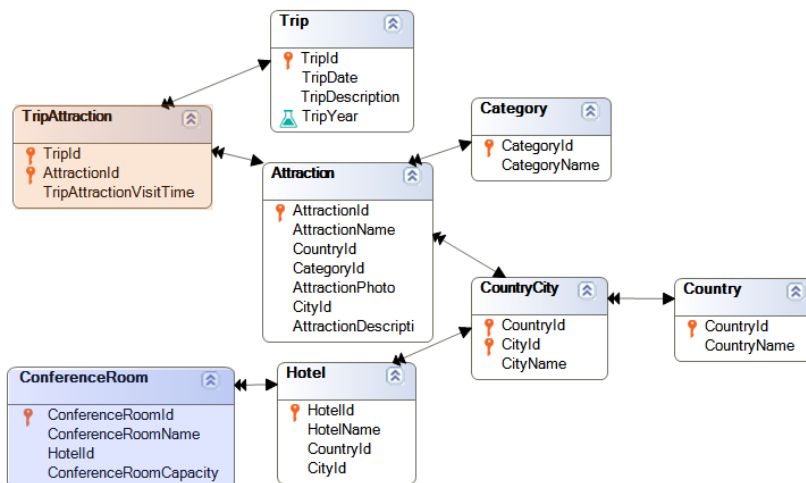 Trip
TripId
TripDate
TripDescription
TripYear
TripAttraction
TripId
AttractionId
TripAttractionVisitTime
Category
CategoryId
CategoryName
Attraction
AttractionId
AttractionName
CountryId
CategoryId
AttractionPhoto
CityId
AttractionDescripti
CountryCity
CountryId
CityId
CityName
Country
CountryId
CountryName
ConferenceRoom
ConferenceRoomId
ConferenceRoomName
HotelId
ConferenceRoomCapacity
Hotel
HotelId
HotelName
CountryId
CityId